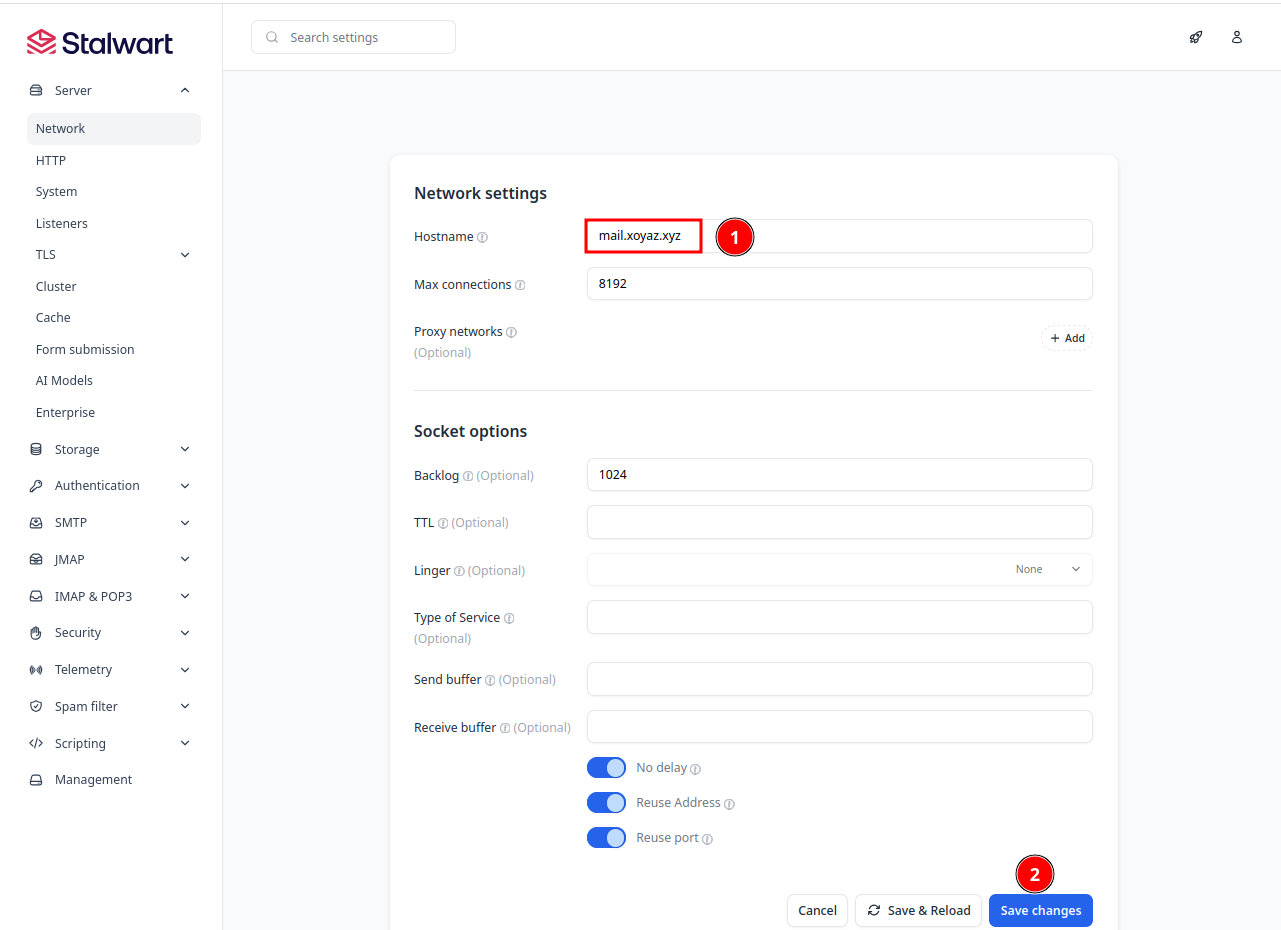 Stalwart
Search settings
Server
Network
HTTP
System
Listeners
TLS
Cluster
Cache
Form submission
AI Models
Enterprise
Storage
Authentication
SMTP
JMAP
IMAP & POP3
Security
Telemetry
Spam filter
Scripting
Management
Network settings
Hostname mail.xoyaz.xyz 1
Max connections 8192
Proxy networks
(Optional)
+ Add
Socket options
Backlog (Optional) 1024
TTL (Optional)
Linger (Optional) None
Type of Service
(Optional)
Send buffer (Optional)
Receive buffer (Optional)
No delay
Reuse Address
Reuse port
2
Cancel Save & Reload Save changes